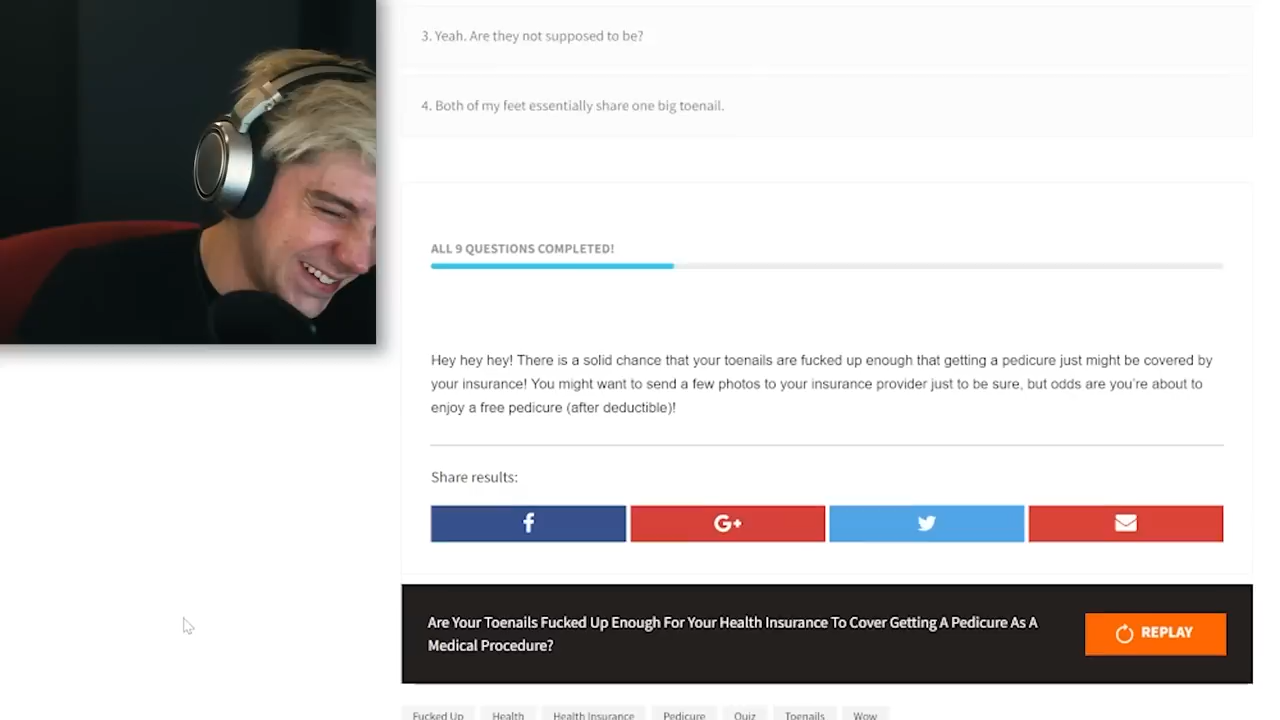 3. Yeah. Are they not supposed to be?
4. Both of my feet essentially share one big toenail.
ALL 9 QUESTIONS COMPLETED!
Hey hey hey! There is a solid chance that your toenails are fucked up enough that getting a pedicure just might be covered by
your insurance! You might want to send a few photos to your insurance provider just to be sure, but odds are you're about to
enjoy a free pedicure (after deductible)!
Share results:
f
G+
Are Your Toenails Fucked Up Enough For Your Health Insurance To Cover Getting A Pedicure As A
Medical Procedure?
REPLAY
Fucked Up Health Health Insurance Pedicure Quiz Toenails Wow